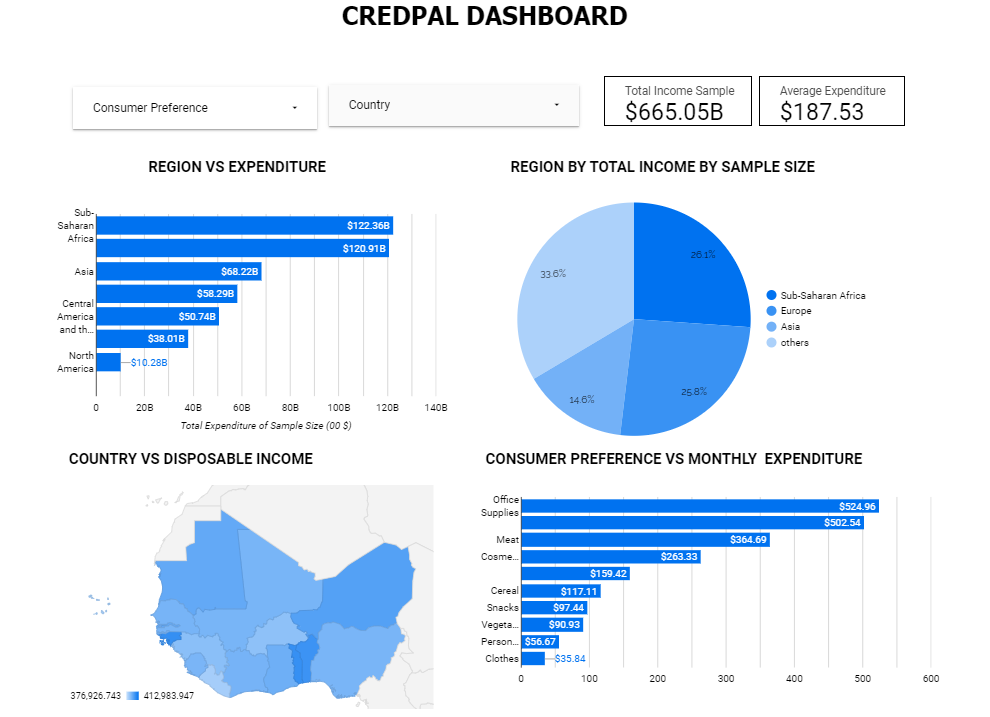 CREDPAL DASHBOARD
Consumer Preference
Country
Total Income Sample
$665.05B
Average Expenditure
$187.53
REGION VS EXPENDITURE
Sub-
Saharan
Africa
Asia
Central
America
and th...
North
America
$122.36B
$120.91B
$68.22B
$58.29B
$50.74B
$38.01B
$10.28B
0 20B 40B 60B 80B 100B 120B 140B
Total Expenditure of Sample Size (00 $)
REGION BY TOTAL INCOME BY SAMPLE SIZE
26.1%
33.6%
25.8%
14.6%
Sub-Saharan Africa
Europe
Asia
others
COUNTRY VS DISPOSABLE INCOME
376,926.743 412,983.947
CONSUMER PREFERENCE VS MONTHLY EXPENDITURE
Office
Supplies
Meat
Cosme...
Cereal
Snacks
Vegeta...
Person...
Clothes
$524.96
$502.54
$364.69
$263.33
$159.42
$117.11
$97.44
$90.93
$56.67
$35.84
0 100 200 300 400 500 600